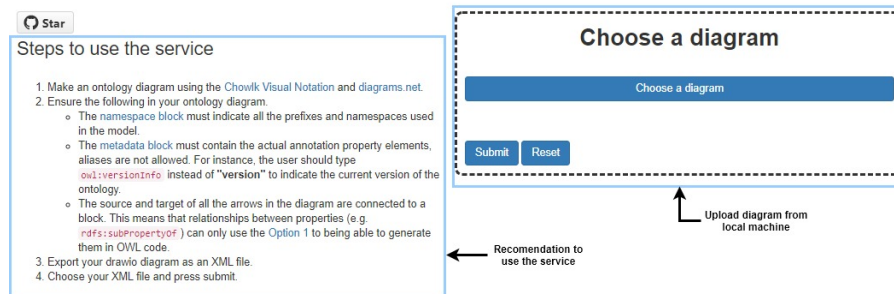 Star
Steps to use the service
1. Make an ontology diagram using the Chowlk Visual Notation and diagrams.net.
2. Ensure the following in your ontology diagram.
The namespace block must indicate all the prefixes and namespaces used
in the model.
The metadata block must contain the actual annotation property elements,
aliases are not allowed. For instance, the user should type
owl:versionInfo instead of "version" to indicate the current version of the
ontology.
The source and target of all the arrows in the diagram are connected to a
block. This means that relationships between properties (e.g.
rdfs:subPropertyOf ) can only use the Option 1 to being able to generate
them in OWL code.
3. Export your drawio diagram as an XML file.
4. Choose your XML file and press submit.
Recomendation to
use the service
Choose a diagram
Choose a diagram
Submit Reset
Upload diagram from
local machine